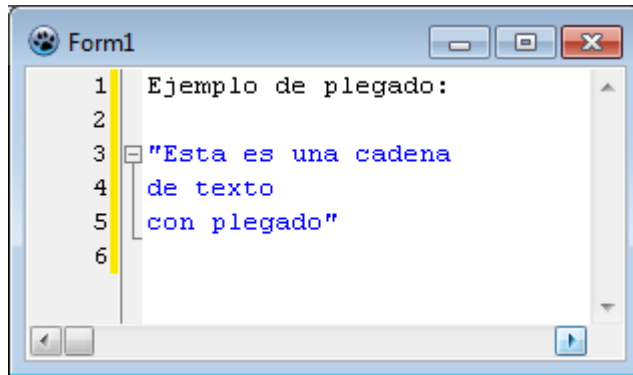 Form1
1 Ejemplo de plegado:
2
3 "Esta es una cadena
4 de texto
5 con plegado"
6